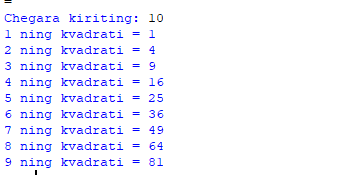 Chegara kiriting: 10
1 ning kvadrati = 1
2 ning kvadrati = 4
3 ning kvadrati = 9
4 ning kvadrati = 16
5 ning kvadrati = 25
6 ning kvadrati = 36
7 ning kvadrati = 49
8 ning kvadrati = 64
9 ning kvadrati = 81